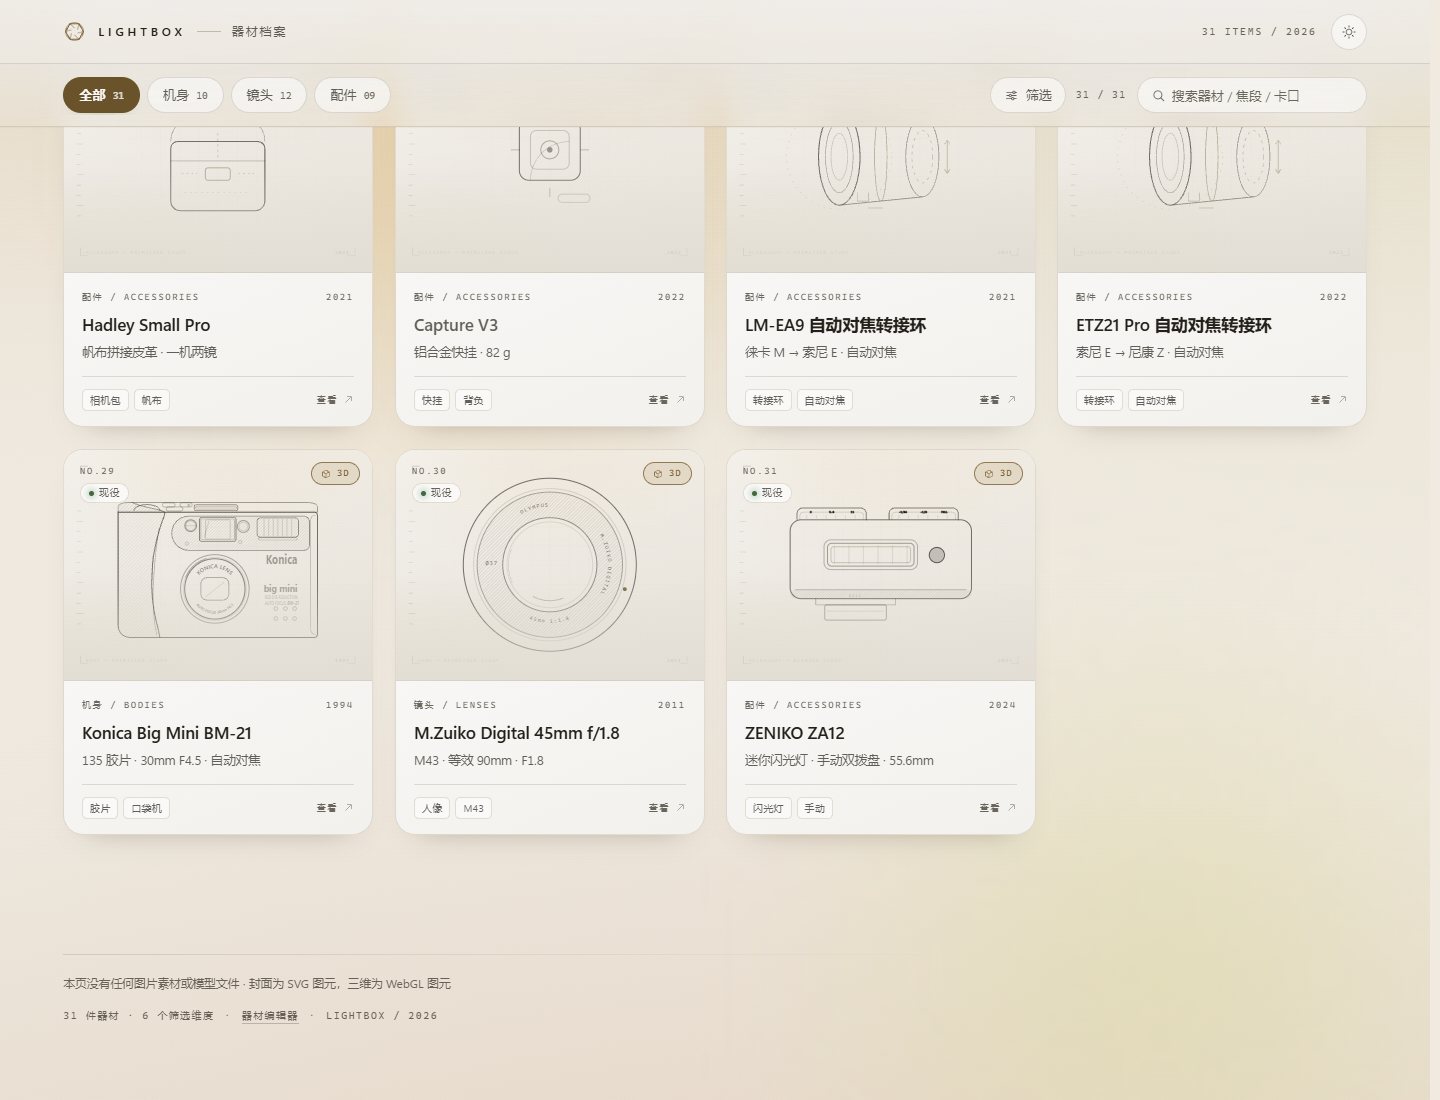 LIGHTBOX 器材档案
31 ITEMS / 2026
全部 31 机身 10 镜头 12 配件 09
筛选 31 / 31 搜索器材 / 焦段 / 卡口
配件 / ACCESSORIES 2021
Hadley Small Pro
帆布拼接皮革 · 一机两镜
相机包 帆布 查看 ↗
配件 / ACCESSORIES 2022
Capture V3
铝合金快挂 · 82 g
快挂 背负 查看 ↗
配件 / ACCESSORIES 2021
LM-EA9 自动对焦转接环
徕卡 M → 索尼 E · 自动对焦
转接环 自动对焦 查看 ↗
配件 / ACCESSORIES 2022
ETZ21 Pro 自动对焦转接环
索尼 E → 尼康 Z · 自动对焦
转接环 自动对焦 查看 ↗
NO.29 3D
现役
Konica
KONICA LENS
big mini
机身 / BODIES 1994
Konica Big Mini BM-21
135 胶片 · 30mm F4.5 · 自动对焦
胶片 口袋机 查看 ↗
NO.30 3D
现役
OLYMPUS
M.ZUIKO DIGITAL
Ø37
45mm 1:1.8
镜头 / LENSES 2011
M.Zuiko Digital 45mm f/1.8
M43 · 等效 90mm · F1.8
人像 M43 查看 ↗
NO.31 3D
现役
配件 / ACCESSORIES 2024
ZENIKO ZA12
迷你闪光灯 · 手动双拨盘 · 55.6mm
闪光灯 手动 查看 ↗
本页没有任何图片素材或模型文件 · 封面为 SVG 图元，三维为 WebGL 图元
31 件器材 · 6 个筛选维度 · 器材编辑器 · LIGHTBOX / 2026